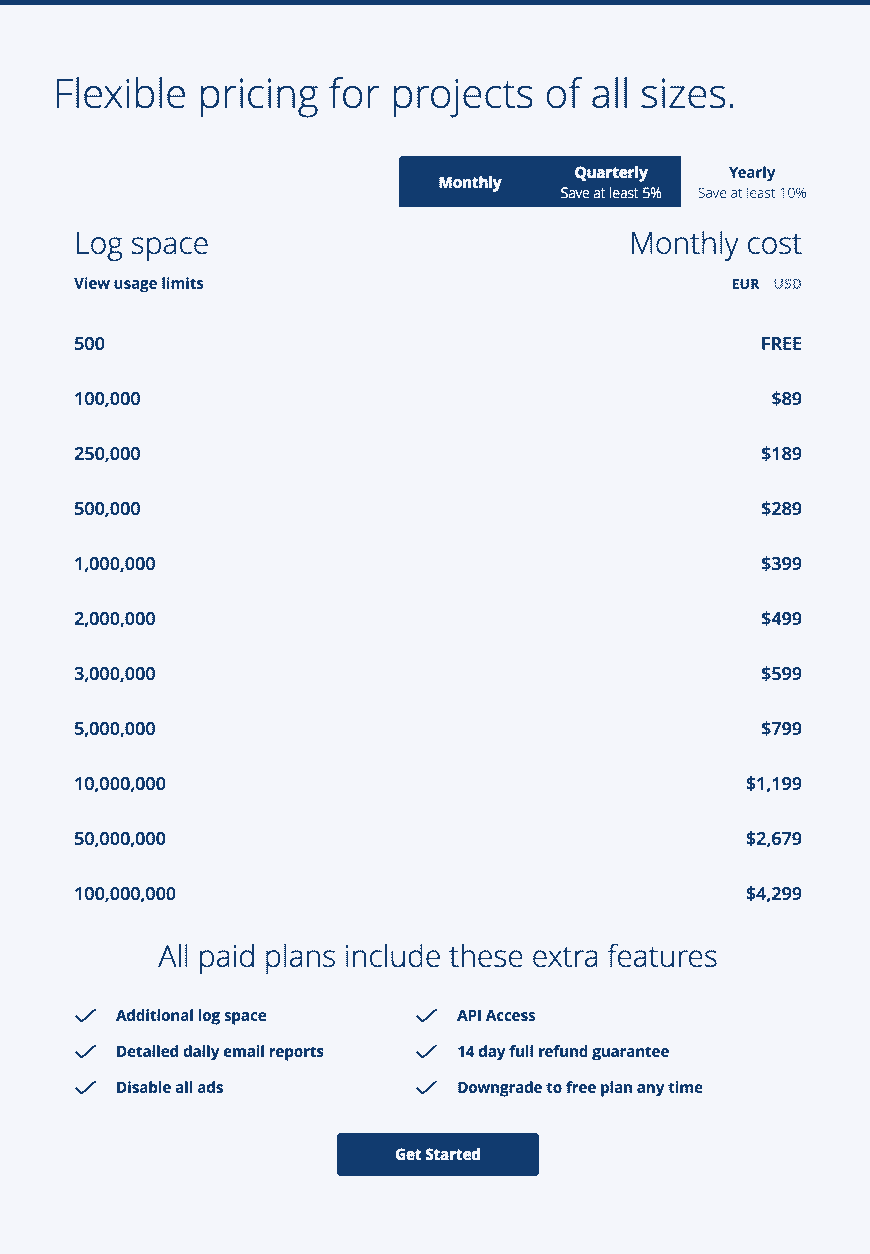 Flexible pricing for projects of all sizes.
Monthly
Quarterly
Save at least 5%
Yearly
Save at least 10%
Log space
Monthly cost
View usage limits
EUR USD
500 FREE
100,000 $89
250,000 $189
500,000 $289
1,000,000 $399
2,000,000 $499
3,000,000 $599
5,000,000 $799
10,000,000 $1,199
50,000,000 $2,679
100,000,000 $4,299
All paid plans include these extra features
Additional log space
API Access
Detailed daily email reports
14 day full refund guarantee
Disable all ads
Downgrade to free plan any time
Get Started